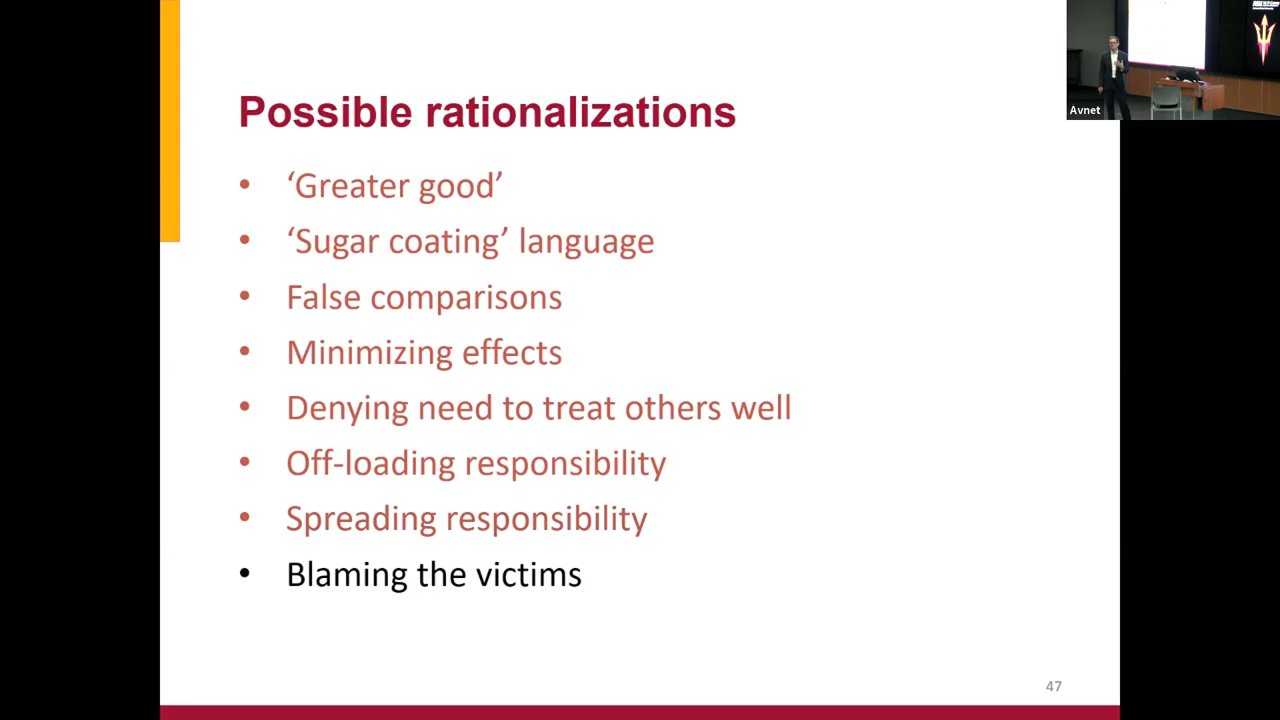 Possible rationalizations
• ‘Greater good’
• ‘Sugar coating’ language
• False comparisons
• Minimizing effects
• Denying need to treat others well
• Off-loading responsibility
• Spreading responsibility
• Blaming the victims
47
Avnet